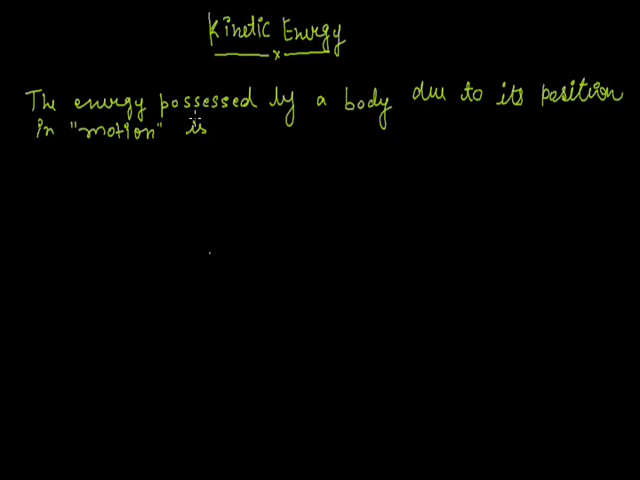 Kinetic Energy
The energy possessed by a body due to its position
in "motion" is